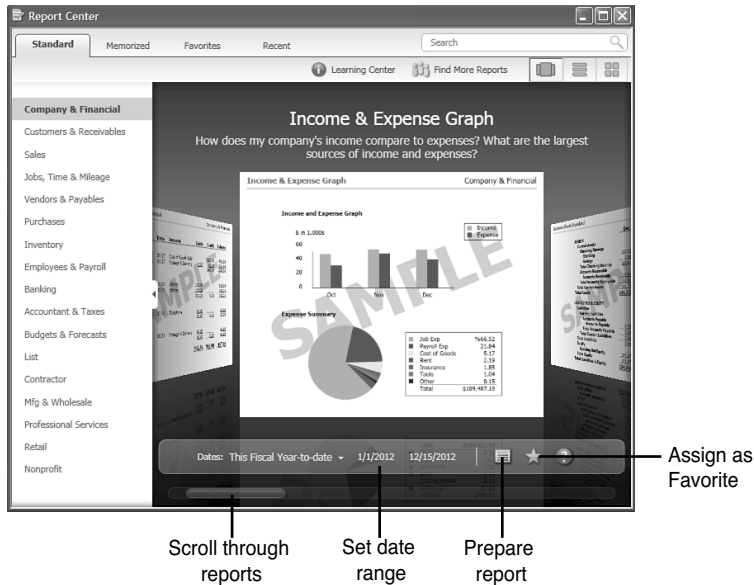 Report Center
Standard
Memorized
Favorites
Recent
Search
Learning Center
Find More Reports
Company & Financial
Customers & Receivables
Sales
Jobs, Time & Mileage
Vendors & Payables
Purchases
Inventory
Employees & Payroll
Banking
Accountant & Taxes
Budgets & Forecasts
List
Contractor
Mfg & Wholesale
Professional Services
Retail
Nonprofit
Income & Expense Graph
How does my company's income compare to expenses? What are the largest
sources of income and expenses?
Income & Expense Graph
Company & Financial
Income and Expense Graph
$ in 1,000s
Income
Expense
60
40
20
0
Oct
Nov
Dec
SAMPLE
Expense Summary
Job Exp %66.52
Payroll Exp 21.84
Cost of Goods 5.17
Rent 2.19
Insurance 1.85
Tools 1.04
Other 0.15
Total $109,407.19
Dates: This Fiscal Year-to-date
1/1/2012
12/15/2012
Assign as
Favorite
Scroll through
reports
Set date
range
Prepare
report